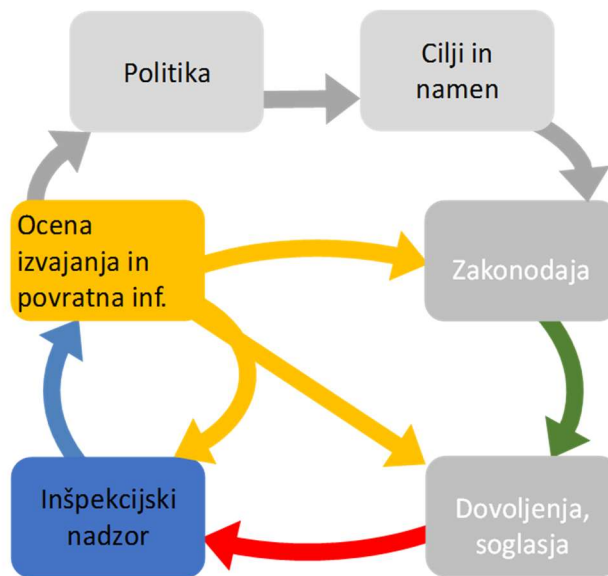 Politika
Cilji in
namen
Ocena
izvajanja in
povratna inf.
Zakonodaja
Inšpekcijski
nadzor
Dovoljenja,
soglasja